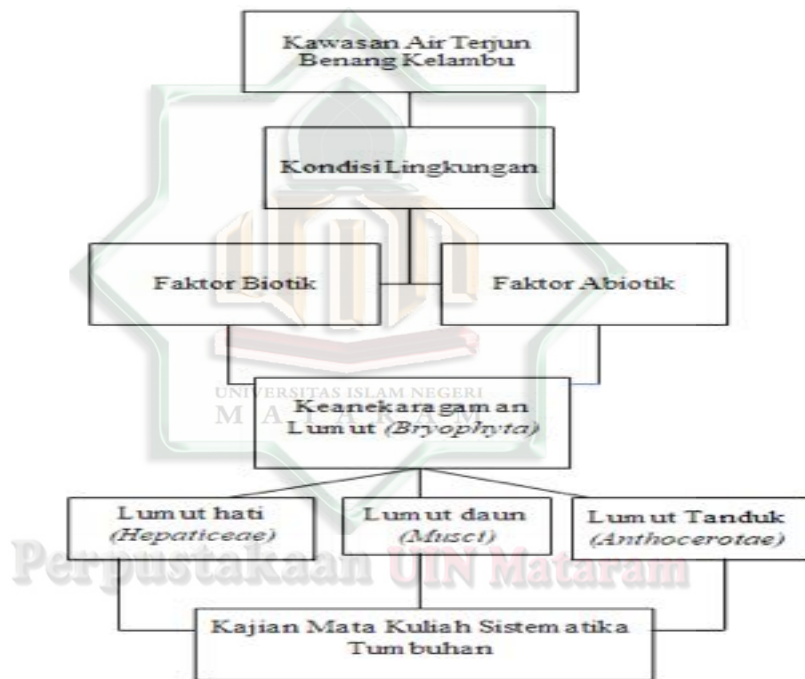 Kawasan Air Terjun
Benang Kelambu
Kondisi Lingkungan
Faktor Biotik
Faktor Abiotik
UNIVERSITAS ISLAM NEGERI
MATARAM
Keanekaragaman
Lumut (Bryophyta)
Lumut hati
(Hepaticeae)
Lumut daun
(Musci)
Lumut Tanduk
(Anthocerotae)
Perpustakaan UIN Mataram
Kajian Mata Kuliah Sistematika
Tumbuhan